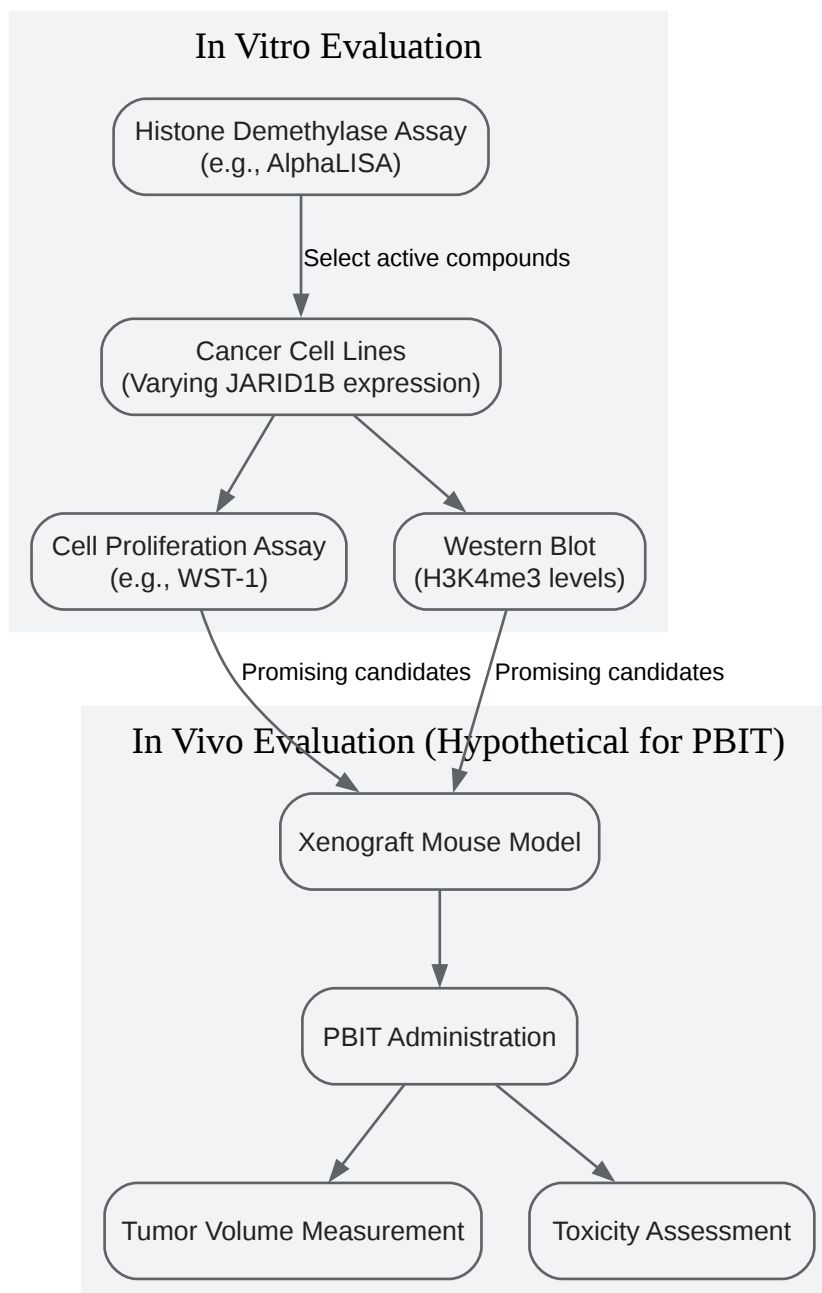 In Vitro Evaluation
Histone Demethylase Assay
(e.g., AlphaLISA)
Select active compounds
Cancer Cell Lines
(Varying JARID1B expression)
Cell Proliferation Assay
(e.g., WST-1)
Western Blot
(H3K4me3 levels)
Promising candidates
Promising candidates
In Vivo Evaluation (Hypothetical for PBIT)
Xenograft Mouse Model
PBIT Administration
Tumor Volume Measurement
Toxicity Assessment